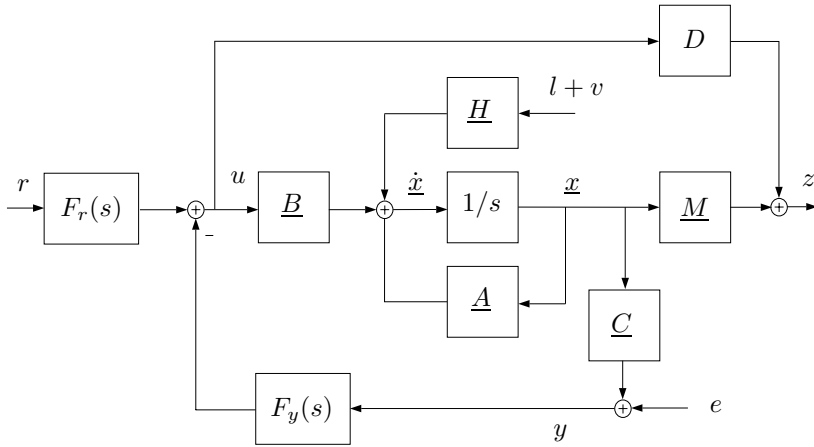 D
l + v
H
r
F_r(s)
+
u
B
+
ẋ
1/s
x
M
+
z
-
A
C
F_y(s)
y
+
e